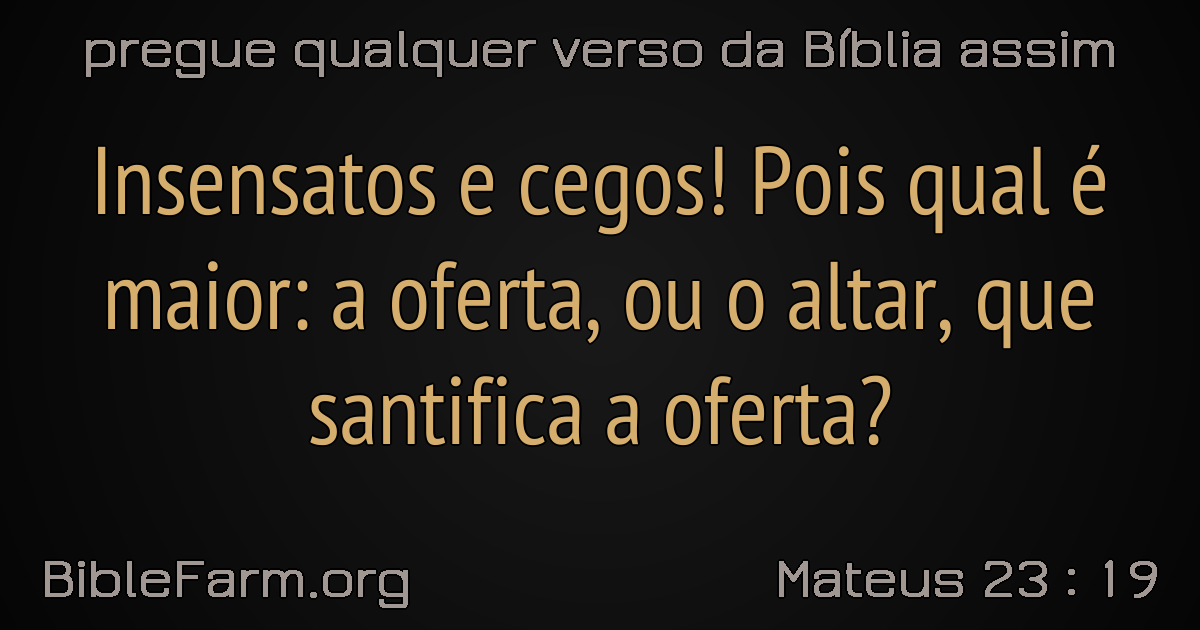 pregue qualquer verso da Bíblia assim
Insensatos e cegos! Pois qual é
maior: a oferta, ou o altar, que
santifica a oferta?
BibleFarm.org
Mateus 23 : 19